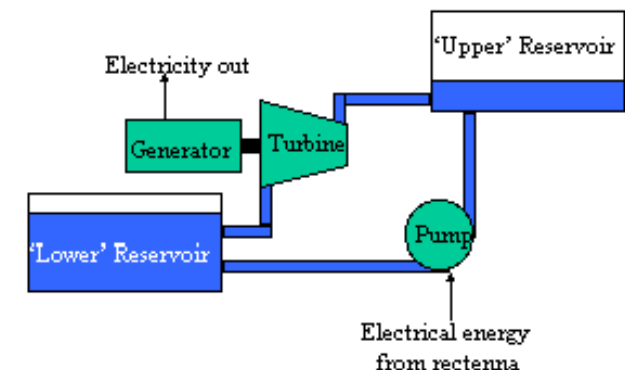 'Upper' Reservoir
Electricity out
Generator
Turbine
'Lower' Reservoir
Pump
Electrical energy
from rectenna